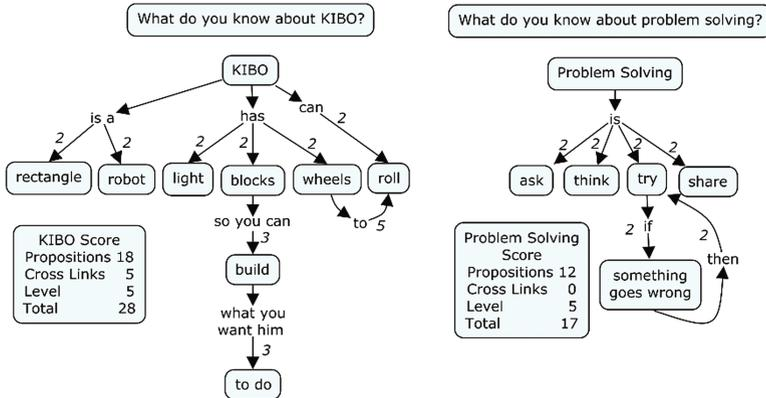 What do you know about KIBO?
KIBO
is a
has
can
2
2
2
2
2
2
rectangle
robot
light
blocks
wheels
roll
so you can
to
5
3
build
what you
want him
3
to do
KIBO Score
Propositions 18
Cross Links 5
Level 5
Total 28
What do you know about problem solving?
Problem Solving
is
2
2
2
2
ask
think
try
share
2
if
2
then
something
goes wrong
Problem Solving
Score
Propositions 12
Cross Links 0
Level 5
Total 17